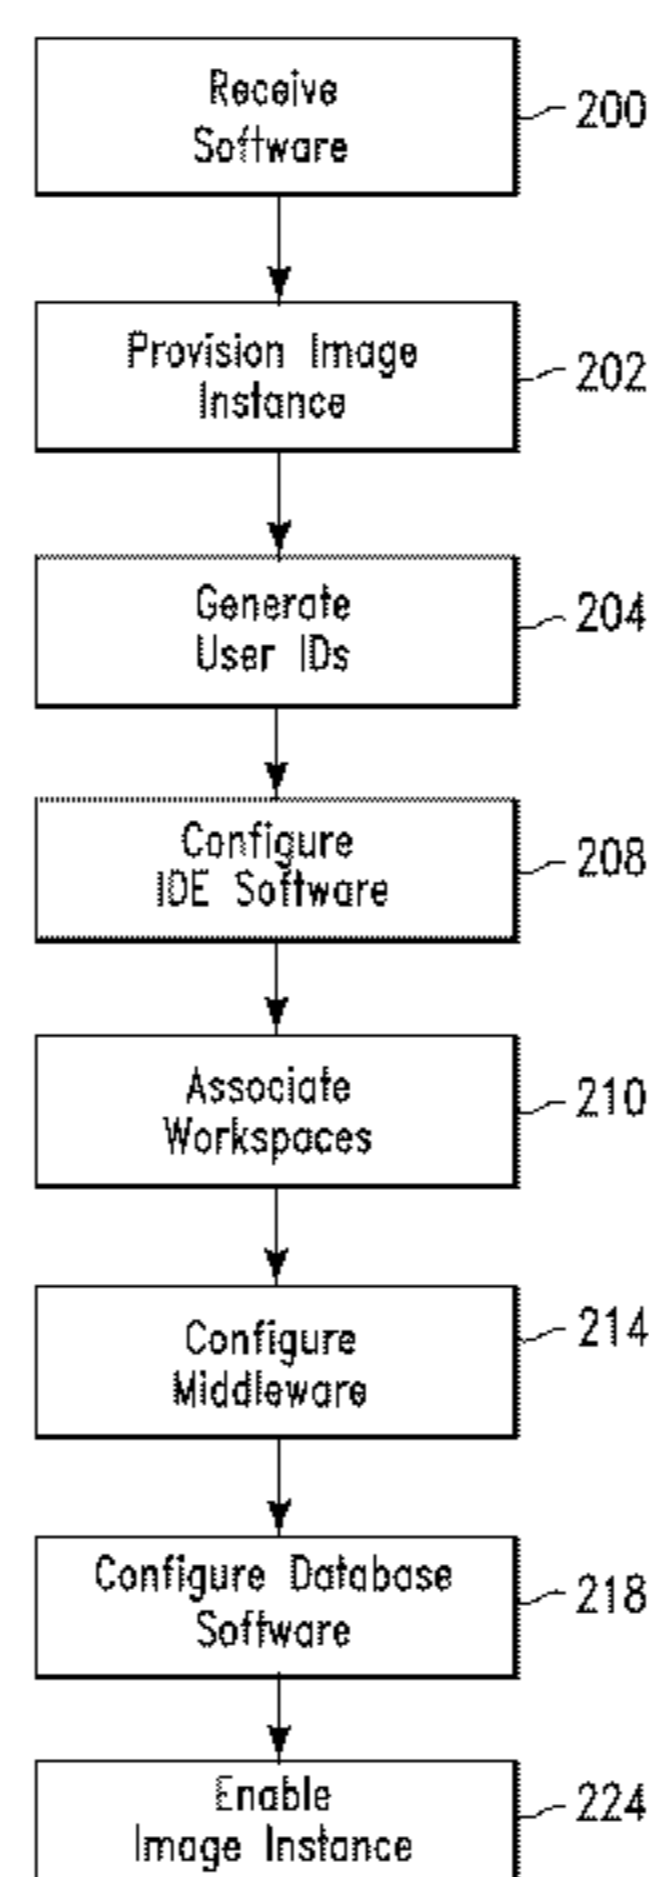 Receive
Software
200
Provision Image
Instance
202
Generate
User IDs
204
Configure
IDE Software
208
Associate
Workspaces
210
Configure
Middleware
214
Configure Database
Software
218
Enable
Image Instance
224